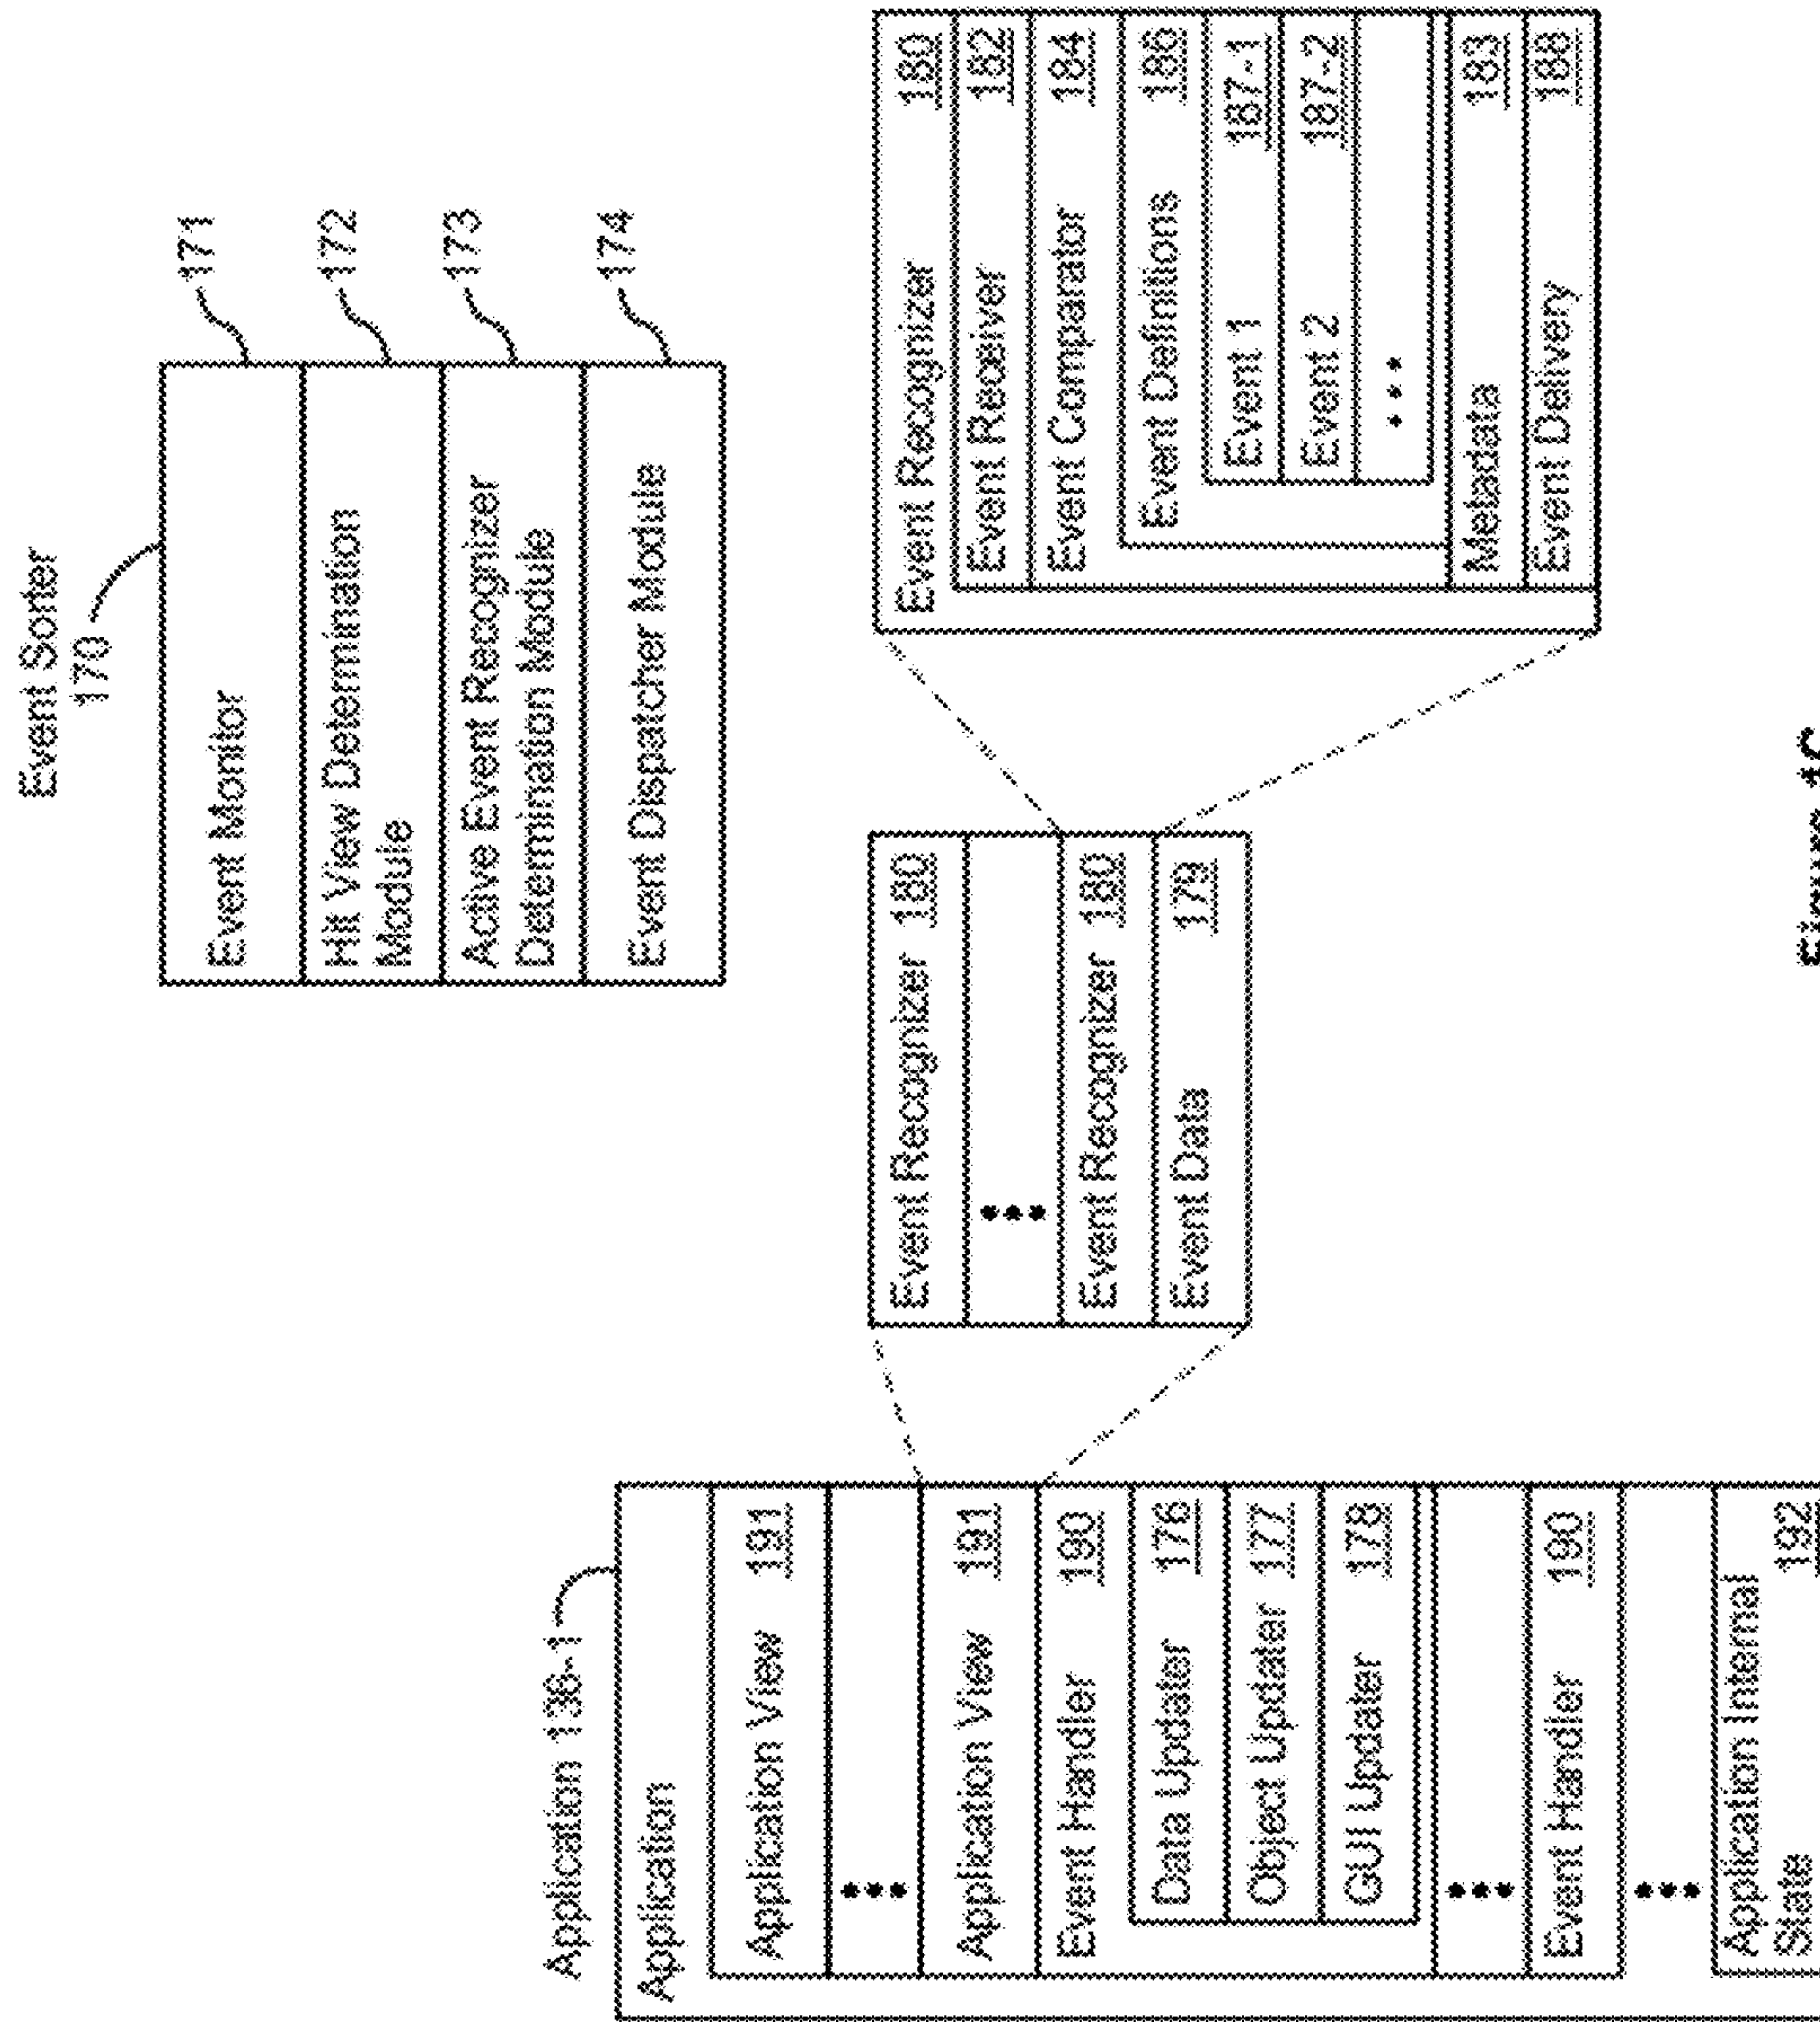 Event Sorter
170
Event Monitor
171
Hit View Determination
Module
172
Active Event Recognizer
Determination Module
173
Event Dispatcher Module
174
Application 136-1
Application
Application View 191
Application View 191
Event Handler 190
Data Updater 176
Object Updater 177
GUI Updater 178
Event Handler 190
Application Internal
State 192
Event Recognizer 180
Event Recognizer 180
Event Data 179
Event Recognizer 180
Event Receiver 182
Event Comparator 184
Event Definitions 186
Event 1 187-1
Event 2 187-2
Metadata 183
Event Delivery 188
Figure 1C